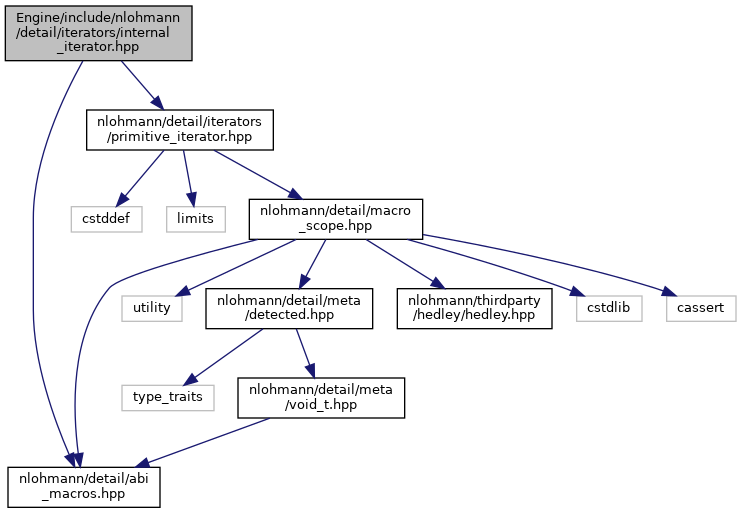 Engine/include/nlohmann
/detail/iterators/internal
_iterator.hpp
nlohmann/detail/iterators
/primitive_iterator.hpp
cstddef
limits
nlohmann/detail/macro
_scope.hpp
utility
nlohmann/detail/meta
/detected.hpp
nlohmann/thirdparty
/hedley/hedley.hpp
cstdlib
cassert
type_traits
nlohmann/detail/meta
/void_t.hpp
nlohmann/detail/abi
_macros.hpp